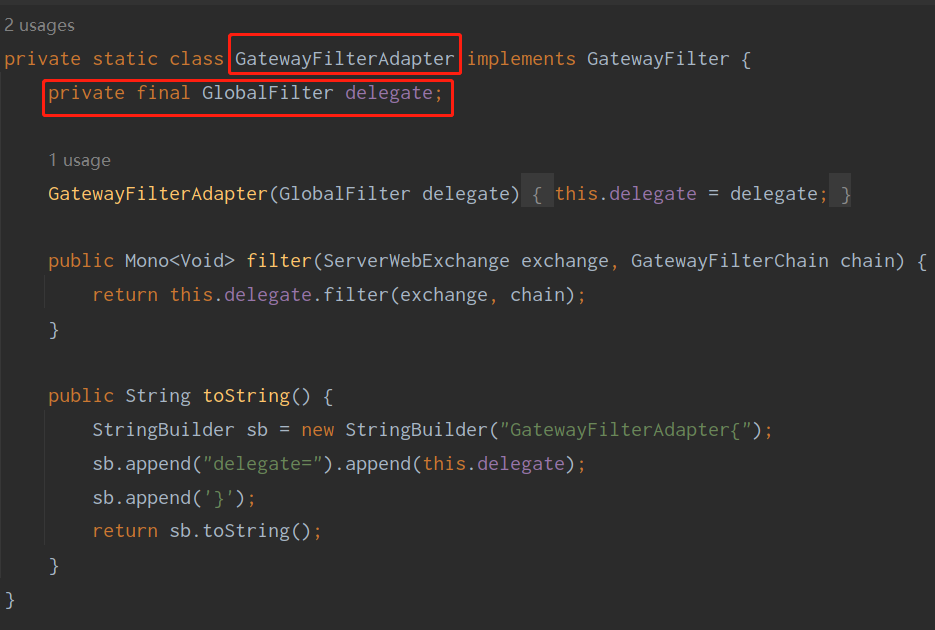 2 usages
private static class GatewayFilterAdapter implements GatewayFilter {
private final GlobalFilter delegate;
1 usage
GatewayFilterAdapter(GlobalFilter delegate) { this.delegate = delegate; }
public Mono<Void> filter(ServerWebExchange exchange, GatewayFilterChain chain) {
return this.delegate.filter(exchange, chain);
}
public String toString() {
StringBuilder sb = new StringBuilder("GatewayFilterAdapter{");
sb.append("delegate=").append(this.delegate);
sb.append('}');
return sb.toString();
}
}